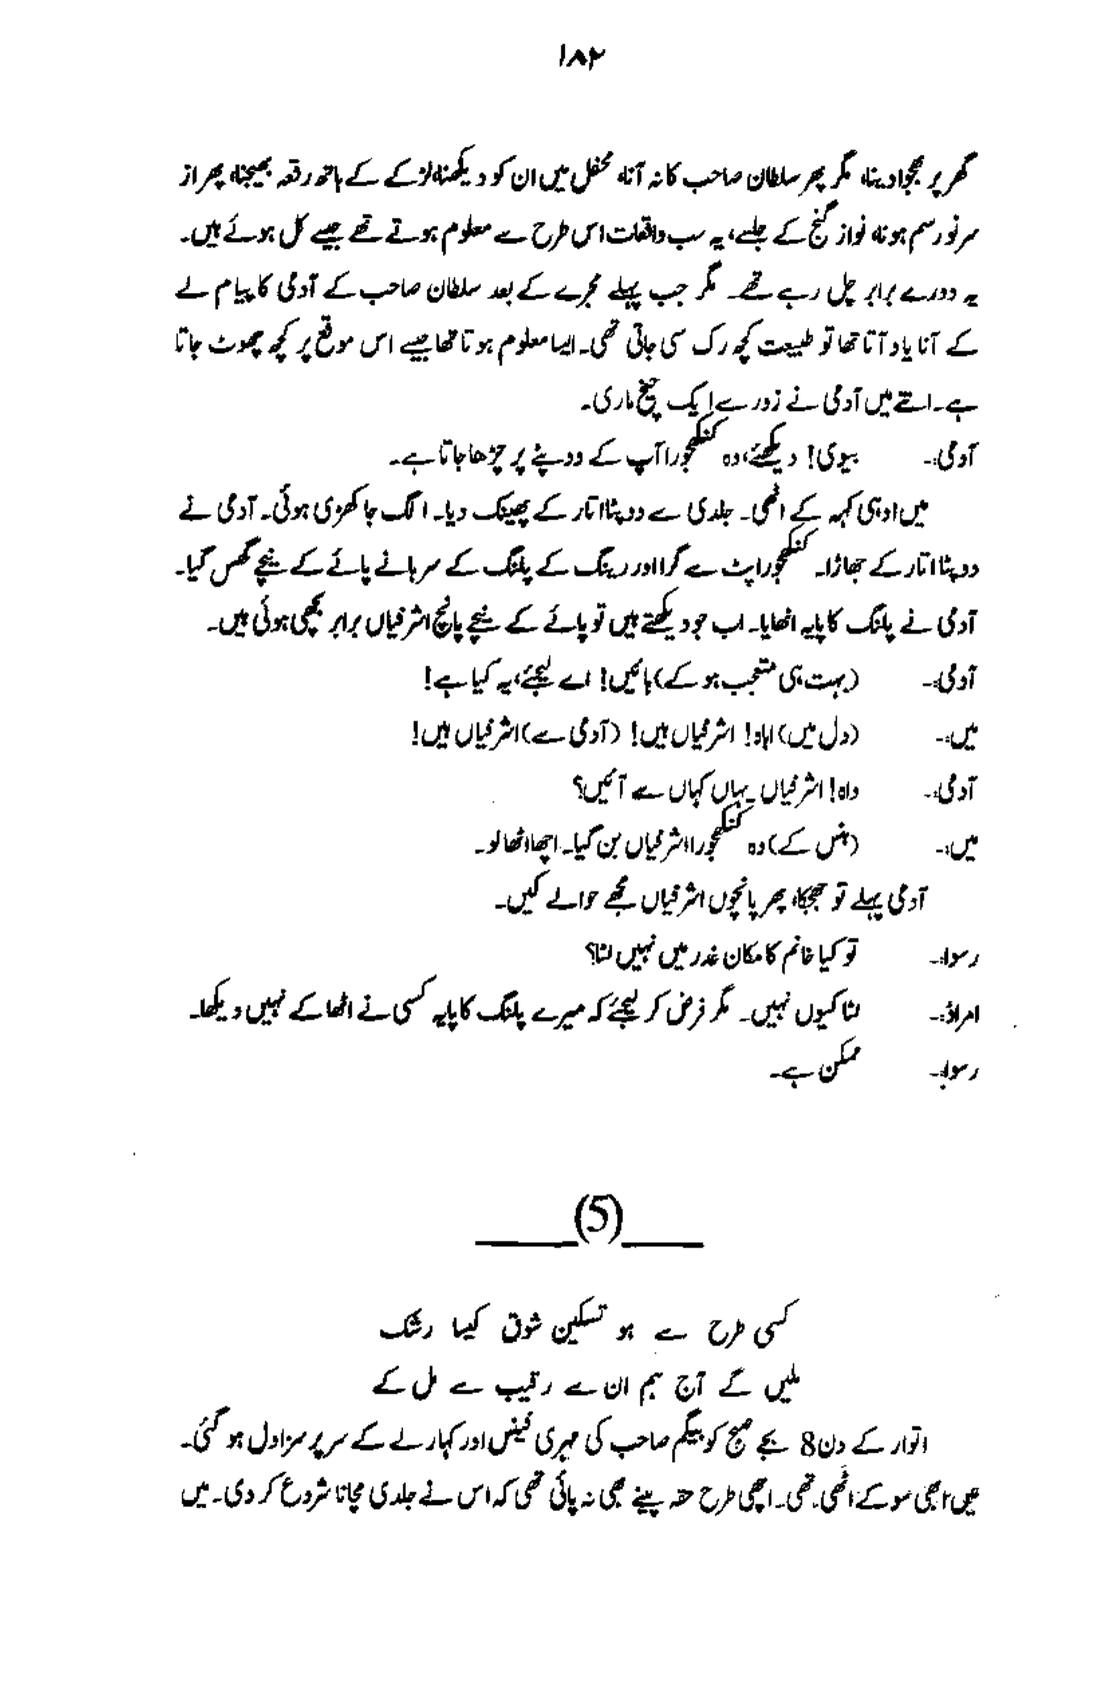 ۱۸۲
گھر پر بھجوا دینا، مگر پھر سلطان صاحب کا نہ آنا، محفل میں ان کو دیکھنا، لڑکے کے ہاتھ رقعہ بھیجنا، پھر از
سر نو رسم ہونا، نواز گنج کے جلسے، یہ سب واقعات اس طرح سے معلوم ہوتے تھے جیسے کل ہوئے ہیں۔
یہ دورے برابر چل رہے تھے۔ مگر جب پہلے مجرے کے بعد سلطان صاحب کے آدمی کا پیام لے
کے آنا یاد آتا تھا تو طبیعت کچھ رک سی جاتی تھی۔ ایسا معلوم ہوتا تھا جیسے اس موقع پر کچھ چھوٹ جاتا
ہے۔ اتنے میں آدمی نے زور سے ایک چیخ ماری۔
آدمی:۔ بیوی! دیکھئے، وہ کنکھجورا آپ کے دوپٹے پر چڑھا جاتا ہے۔
میں اوہی کہہ کے اٹھی۔ جلدی سے دوپٹا اتار کے پھینک دیا۔ الگ جا کھڑی ہوئی۔ آدمی نے
دوپٹا اتار کے جھاڑا۔ کنکھجورا پٹ سے گرا اور رینگ کے پلنگ کے سرہانے پائے کے نیچے گھس گیا۔
آدمی نے پلنگ کا پایہ اٹھایا۔ اب جو دیکھتے ہیں تو پائے کے نیچے پانچ اشرفیاں برابر بچھی ہوئی ہیں۔
آدمی:۔ (بہت ہی متعجب ہو کے) ہائیں! اے لیجئے، یہ کیا ہے!
میں:۔ (دل میں) اہاہ! اشرفیاں ہیں! (آدمی سے) اشرفیاں ہیں!
آدمی:۔ واہ! اشرفیاں یہاں کہاں سے آئیں؟
میں:۔ (ہنس کے) وہ کنکھجورا اشرفیاں بن گیا۔ اچھا اٹھا لو۔
آدمی پہلے تو جھجکا، پھر پانچوں اشرفیاں مجھے حوالے کیں۔
رسوا:۔ تو کیا خانم کا مکان غدر میں نہیں لٹا؟
امراؤ:۔ لٹا کیوں نہیں۔ مگر فرض کر لیجئے کہ میرے پلنگ کا پایہ کسی نے اٹھا کے نہیں دیکھا۔
رسوا:۔ ممکن ہے۔
(5)
کسی طرح سے ہو تسکین شوق کیسا رشک
ملیں گے آج ہم ان سے رقیب سے مل کے
اتوار کے دن 8 بجے صبح کو بیگم صاحب کی مہری فینس اور کہار لے کے سر پر سزاول ہو گئی۔
میں ابھی سو کے اٹھی تھی۔ اچھی طرح حقہ پینے بھی نہ پائی تھی کہ اس نے جلدی مچانا شروع کر دی۔ میں